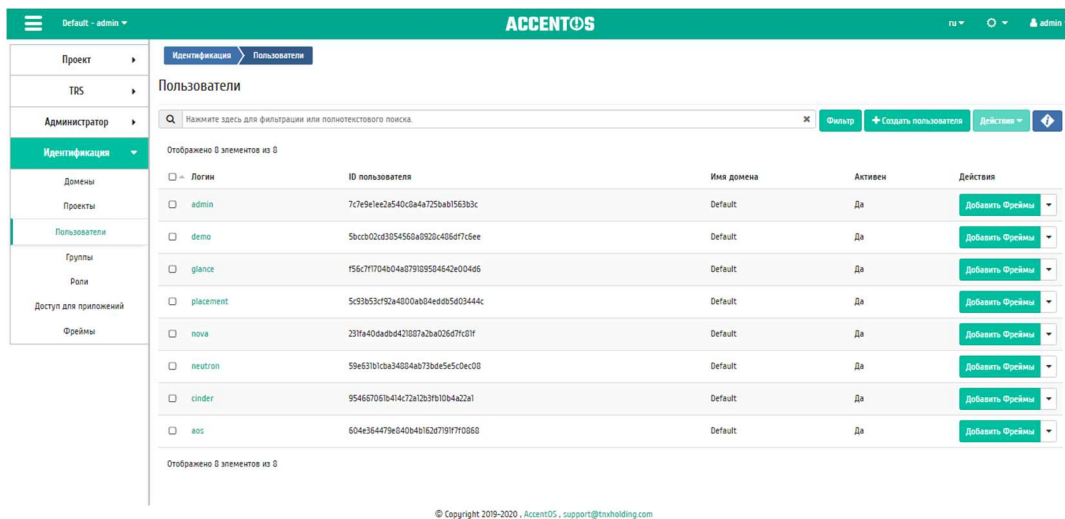 Default - admin
ACCENTOS
ru
admin
Проект
TRS
Администратор
Идентификация
Домены
Проекты
Пользователи
Группы
Роли
Доступ для приложений
Фреймы
Идентификация Пользователи
Пользователи
Нажмите здесь для фильтрации или полнотекстового поиска.
Фильтр
Создать пользователя
Действия
Отображено 8 элементов из 8
Логин ID пользователя Имя домена Активен Действия
admin 7c7e9e1ee2a540c8a4a725bab1563b3c Default Да Добавить Фреймы
demo 5bccb02cd3854568a8928c486df7c6ee Default Да Добавить Фреймы
glance f56c7f1704b04a879189584642e004d6 Default Да Добавить Фреймы
placement 5c93b53cf92a4800ab84eddb5d03444c Default Да Добавить Фреймы
nova 231fa40dadbd421887a2ba026d7fc81f Default Да Добавить Фреймы
neutron 59e631b1cba34884ab73bde5e5c0ec08 Default Да Добавить Фреймы
cinder 954667061b414c72a12b3fb10b4a22a1 Default Да Добавить Фреймы
aos 604e364479e840b4b162d7191f7f0868 Default Да Добавить Фреймы
Отображено 8 элементов из 8
© Copyright 2019-2020 , AccentOS , support@tnxholding.com